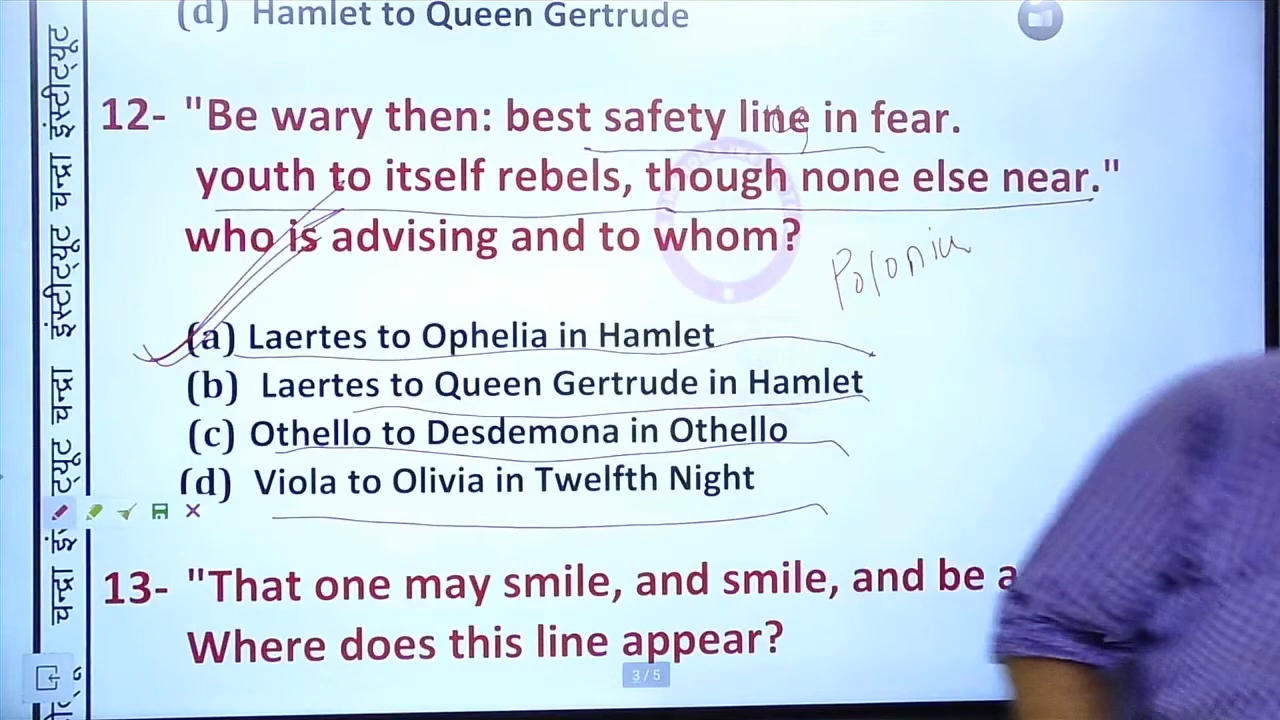 (d) Hamlet to Queen Gertrude
12- "Be wary then: best safety line in fear.
youth to itself rebels, though none else near."
who is advising and to whom?
Poloniu
(a) Laertes to Ophelia in Hamlet
(b) Laertes to Queen Gertrude in Hamlet
(c) Othello to Desdemona in Othello
(d) Viola to Olivia in Twelfth Night
13- "That one may smile, and smile, and be a
Where does this line appear?
3 / 5